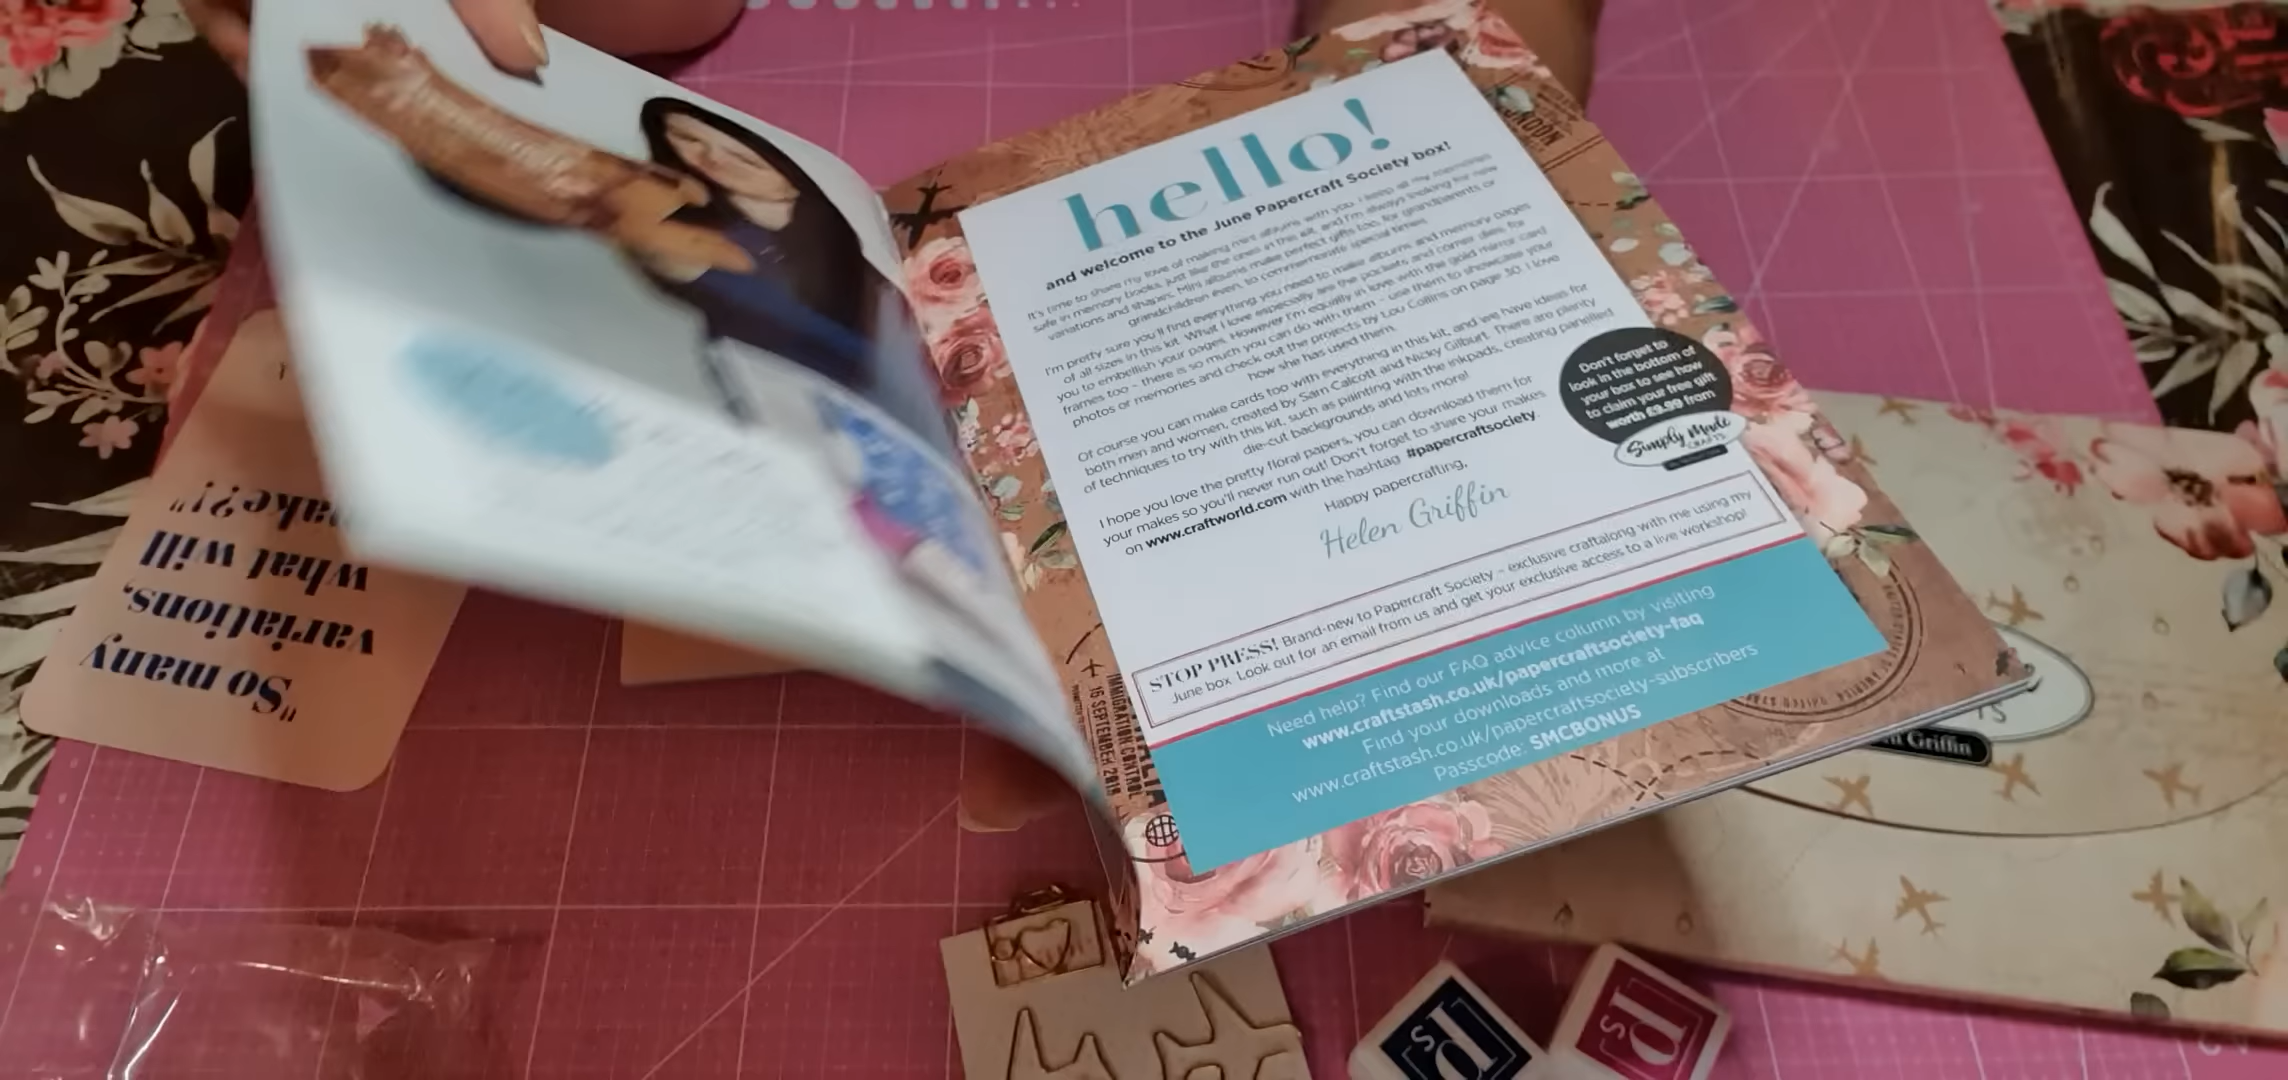 hello!
and welcome to the June Papercraft Society box!
It's time to share my love of making mini albums with you. I keep all my memories
safe in memory books, just like the ones in this kit, and I'm always looking for new
variations and shapes. Mini albums make perfect gifts too, for grandparents or
grandchildren even, to commemorate special times.
I'm pretty sure you'll find everything you need to make albums and memory pages
of all sizes in this kit. What I love especially are the pockets and corner dies for
you to embellish your pages. However I'm equally in love with the gold mirror card
frames too – there is so much you can do with them – use them to showcase your
photos or memories and check out the projects by Lou Collins on page 30. I love
how she has used them.
Of course you can make cards too with everything in this kit, and we have ideas for
both men and women, created by Sam Calcott and Nicky Gilburt. There are plenty
of techniques to try with this kit, such as painting with the inkpads, creating panelled
die-cut backgrounds and lots more!
I hope you love the pretty floral papers, you can download them for
your makes so you'll never run out! Don't forget to share your makes
on www.craftworld.com with the hashtag #papercraftsociety.
Happy papercrafting,
Helen Griffin
Don't forget to
look in the bottom of
your box to see how
to claim your free gift
worth £9.99 from
Simply Made
CRAFTS
STOP PRESS! Brand-new to Papercraft Society – exclusive craftalong with me using my
June box. Look out for an email from us and get your exclusive access to a live workshop!
Need help? Find our FAQ advice column by visiting
www.craftstash.co.uk/papercraftsociety-faq
Find your downloads and more at
www.craftstash.co.uk/papercraftsociety-subscribers
Passcode: SMCBONUS
LONDON
IMMIGRATION CONTROL
16 SEPTEMBER 2018
"So many
variations,
what will
make?!"
Griffin
ps
ps